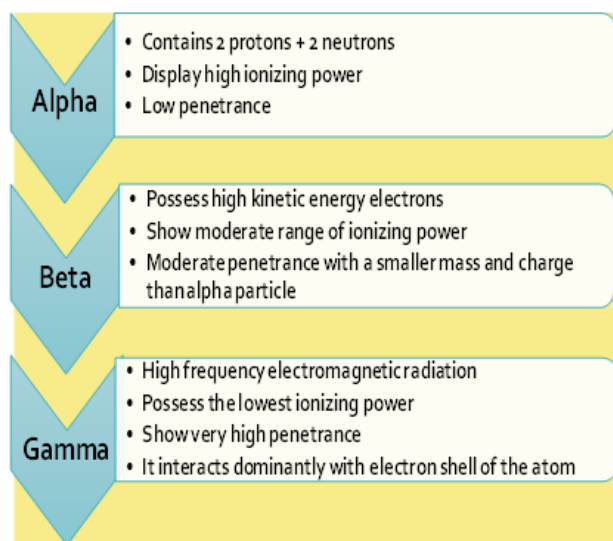 Alpha
• Contains 2 protons + 2 neutrons
• Display high ionizing power
• Low penetrance
Beta
• Possess high kinetic energy electrons
• Show moderate range of ionizing power
• Moderate penetrance with a smaller mass and charge
than alpha particle
Gamma
• High frequency electromagnetic radiation
• Possess the lowest ionizing power
• Show very high penetrance
• It interacts dominantly with electron shell of the atom